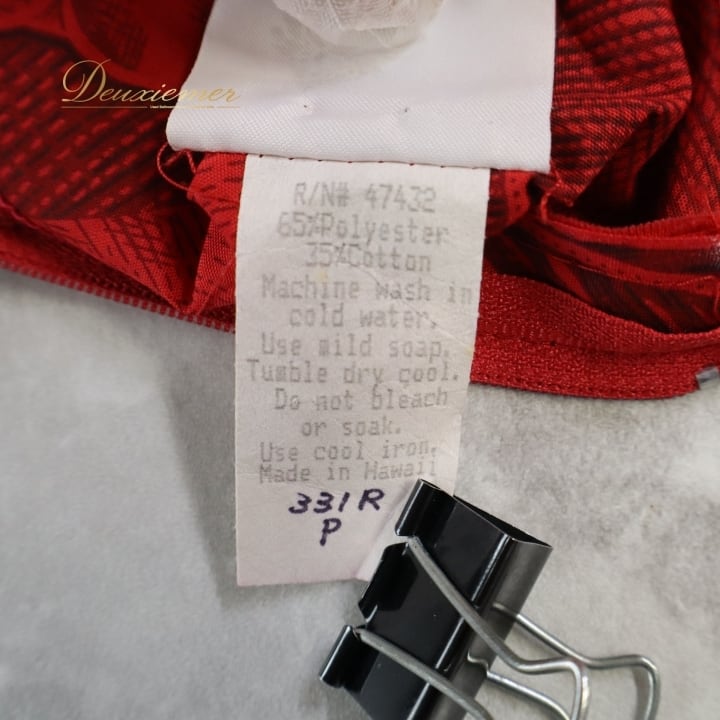 Deuxiemer
R/N# 47432
65%Polyester
35%Cotton
Machine wash in
cold water.
Use mild soap.
Tumble dry cool.
Do not bleach
or soak.
Use cool iron.
Made in Hawaii
331R
P